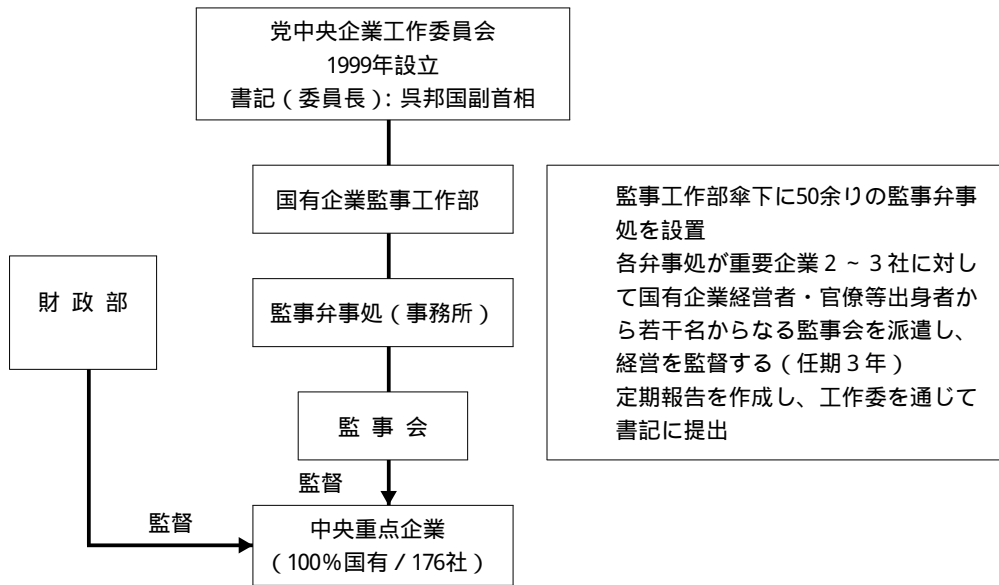 党中央企業工作委員会
1999年設立
書記（委員長）: 呉邦国副首相
国有企業監事工作部
監事弁事処（事務所）
監 事 会
監督
財 政 部
監督
中央重点企業
（100%国有 / 176社）
監事工作部傘下に50余りの監事弁事
処を設置
各弁事処が重要企業２～３社に対し
て国有企業経営者・官僚等出身者か
ら若干名からなる監事会を派遣し、
経営を監督する（任期３年）
定期報告を作成し、工作委を通じて
書記に提出